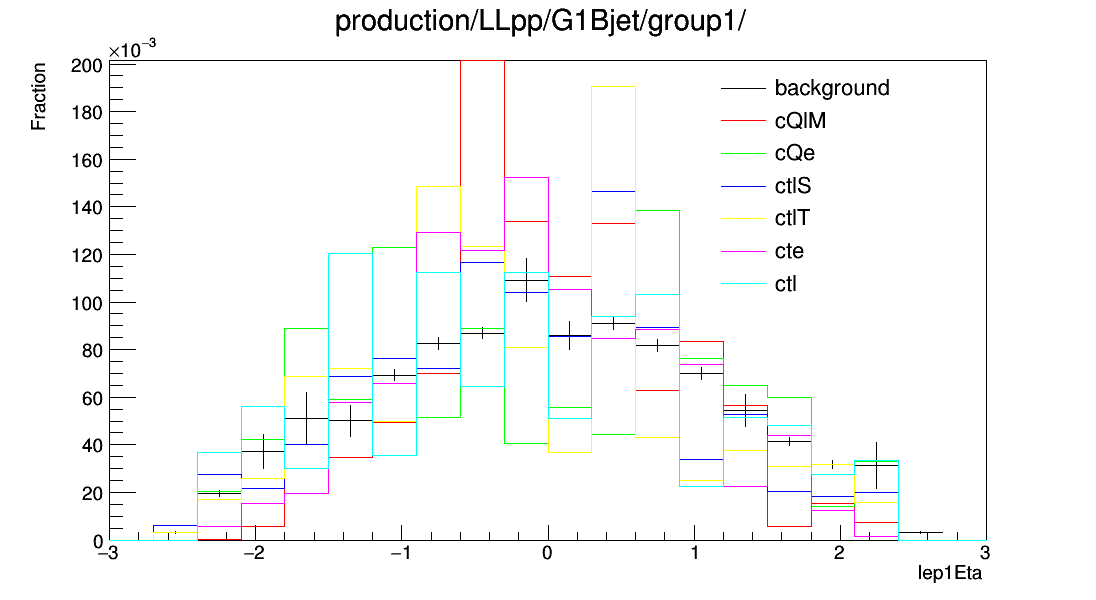 production/LLpp/G1Bjet/group1/
×10⁻³
Fraction
200
180
160
140
120
100
80
60
40
20
0
background
cQlM
cQe
ctlS
ctlT
cte
ctl
−3 −2 −1 0 1 2 3
lep1Eta